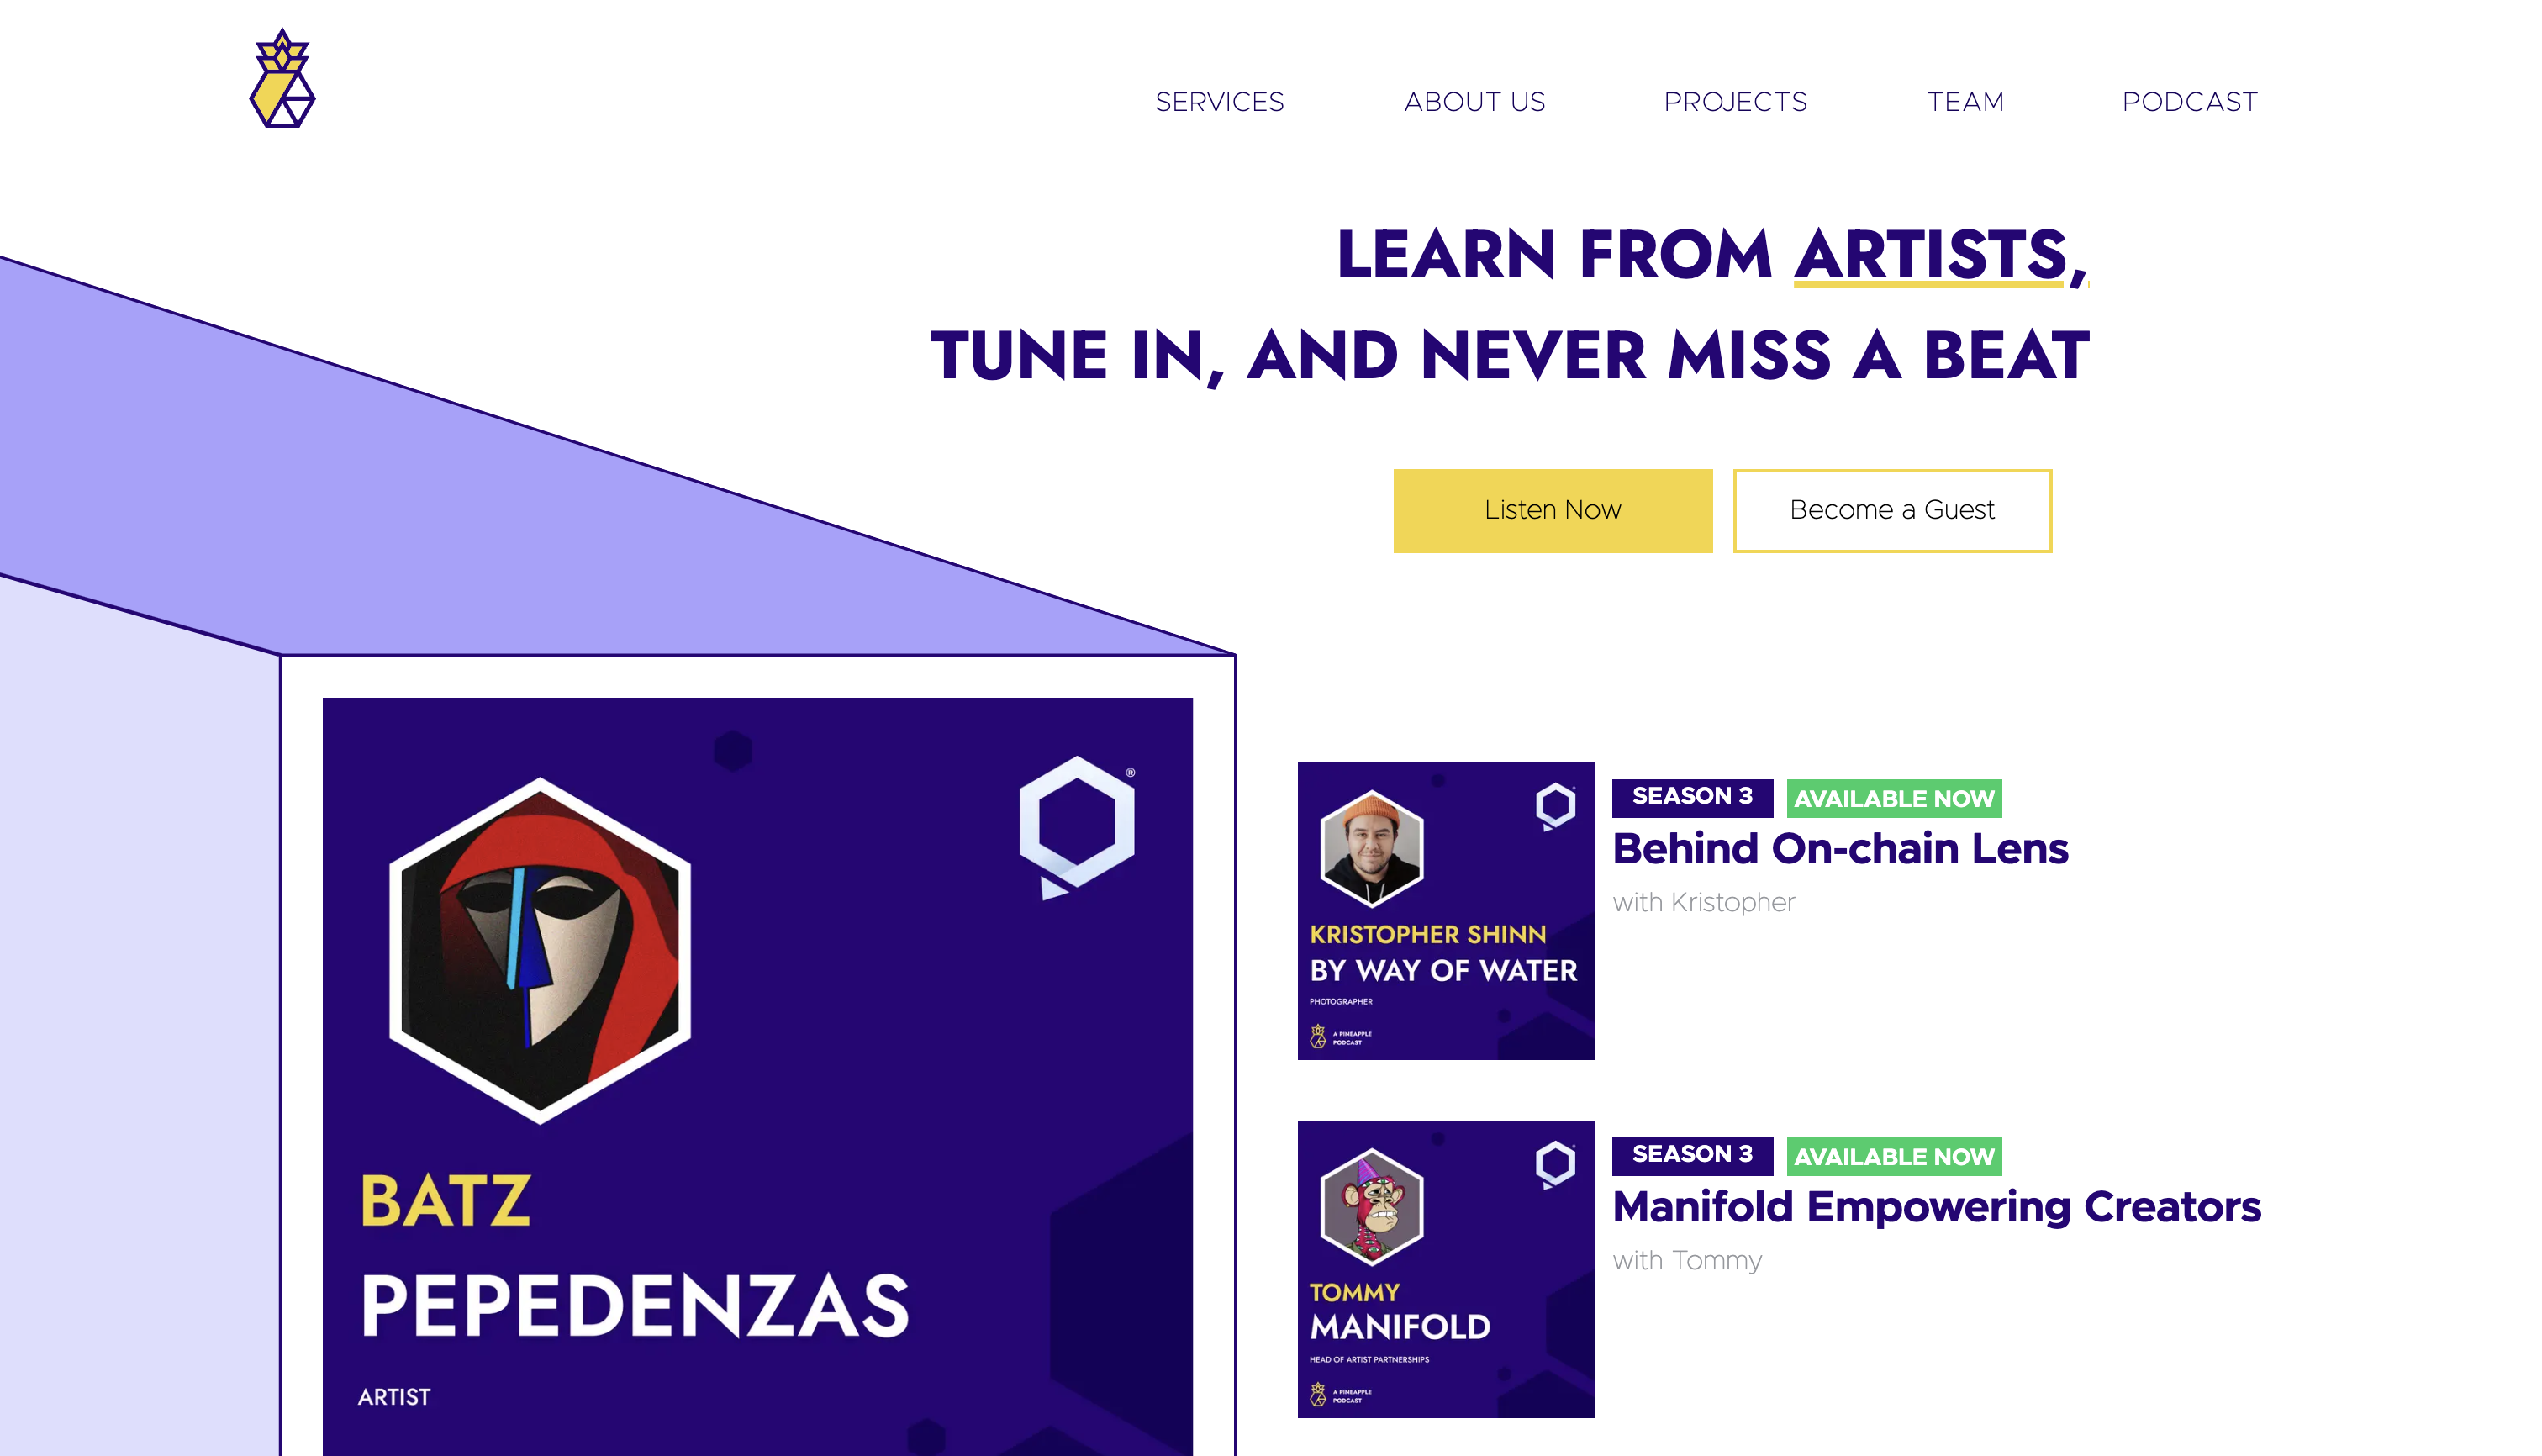 SERVICES
ABOUT US
PROJECTS
TEAM
PODCAST
LEARN FROM ARTISTS,
TUNE IN, AND NEVER MISS A BEAT
Listen Now
Become a Guest
®
BATZ
PEPEDENZAS
ARTIST
KRISTOPHER SHINN
BY WAY OF WATER
PHOTOGRAPHER
A PINEAPPLE
PODCAST
SEASON 3
AVAILABLE NOW
Behind On-chain Lens
with Kristopher
TOMMY
MANIFOLD
HEAD OF ARTIST PARTNERSHIPS
A PINEAPPLE
PODCAST
SEASON 3
AVAILABLE NOW
Manifold Empowering Creators
with Tommy